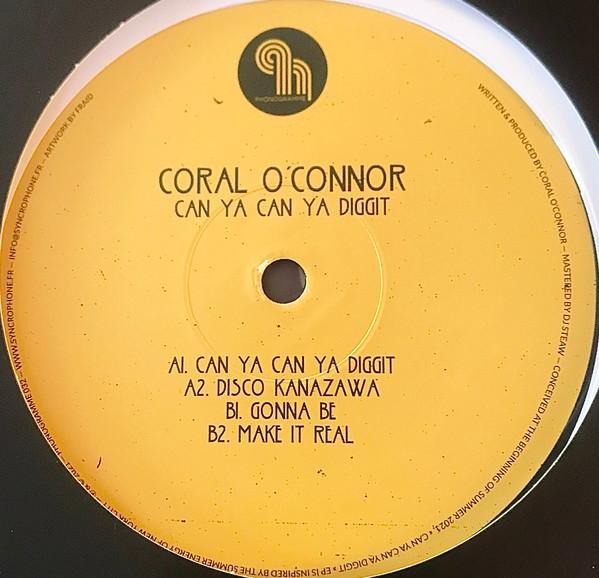 PHONOGRAMME
CORAL O'CONNOR
CAN YA CAN YA DIGGIT
A1. CAN YA CAN YA DIGGIT
A2. DISCO KANAZAWA
B1. GONNA BE
B2. MAKE IT REAL
WRITTEN & PRODUCED BY CORAL O'CONNOR – MASTERED BY DJ STEAW – CONCEIVED AT THE BEGINNING OF SUMMER 2023, « CAN YA CAN YA DIGGIT » EP IS INSPIRED BY THE SUMMER ENERGY OF NEW YORK CITY
PHONOGRAMME032 – WWW.SYNCROPHONE.FR – INFO@SYNCROPHONE.FR – ARTWORK BY FRAID